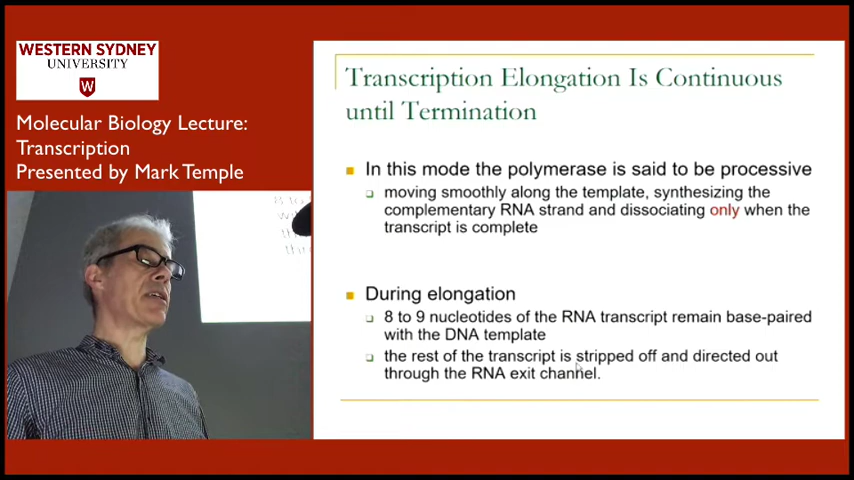 WESTERN SYDNEY
UNIVERSITY
W
Molecular Biology Lecture:
Transcription
Presented by Mark Temple
Transcription Elongation Is Continuous
until Termination
In this mode the polymerase is said to be processive
moving smoothly along the template, synthesizing the
complementary RNA strand and dissociating only when the
transcript is complete
During elongation
8 to 9 nucleotides of the RNA transcript remain base-paired
with the DNA template
the rest of the transcript is stripped off and directed out
through the RNA exit channel.